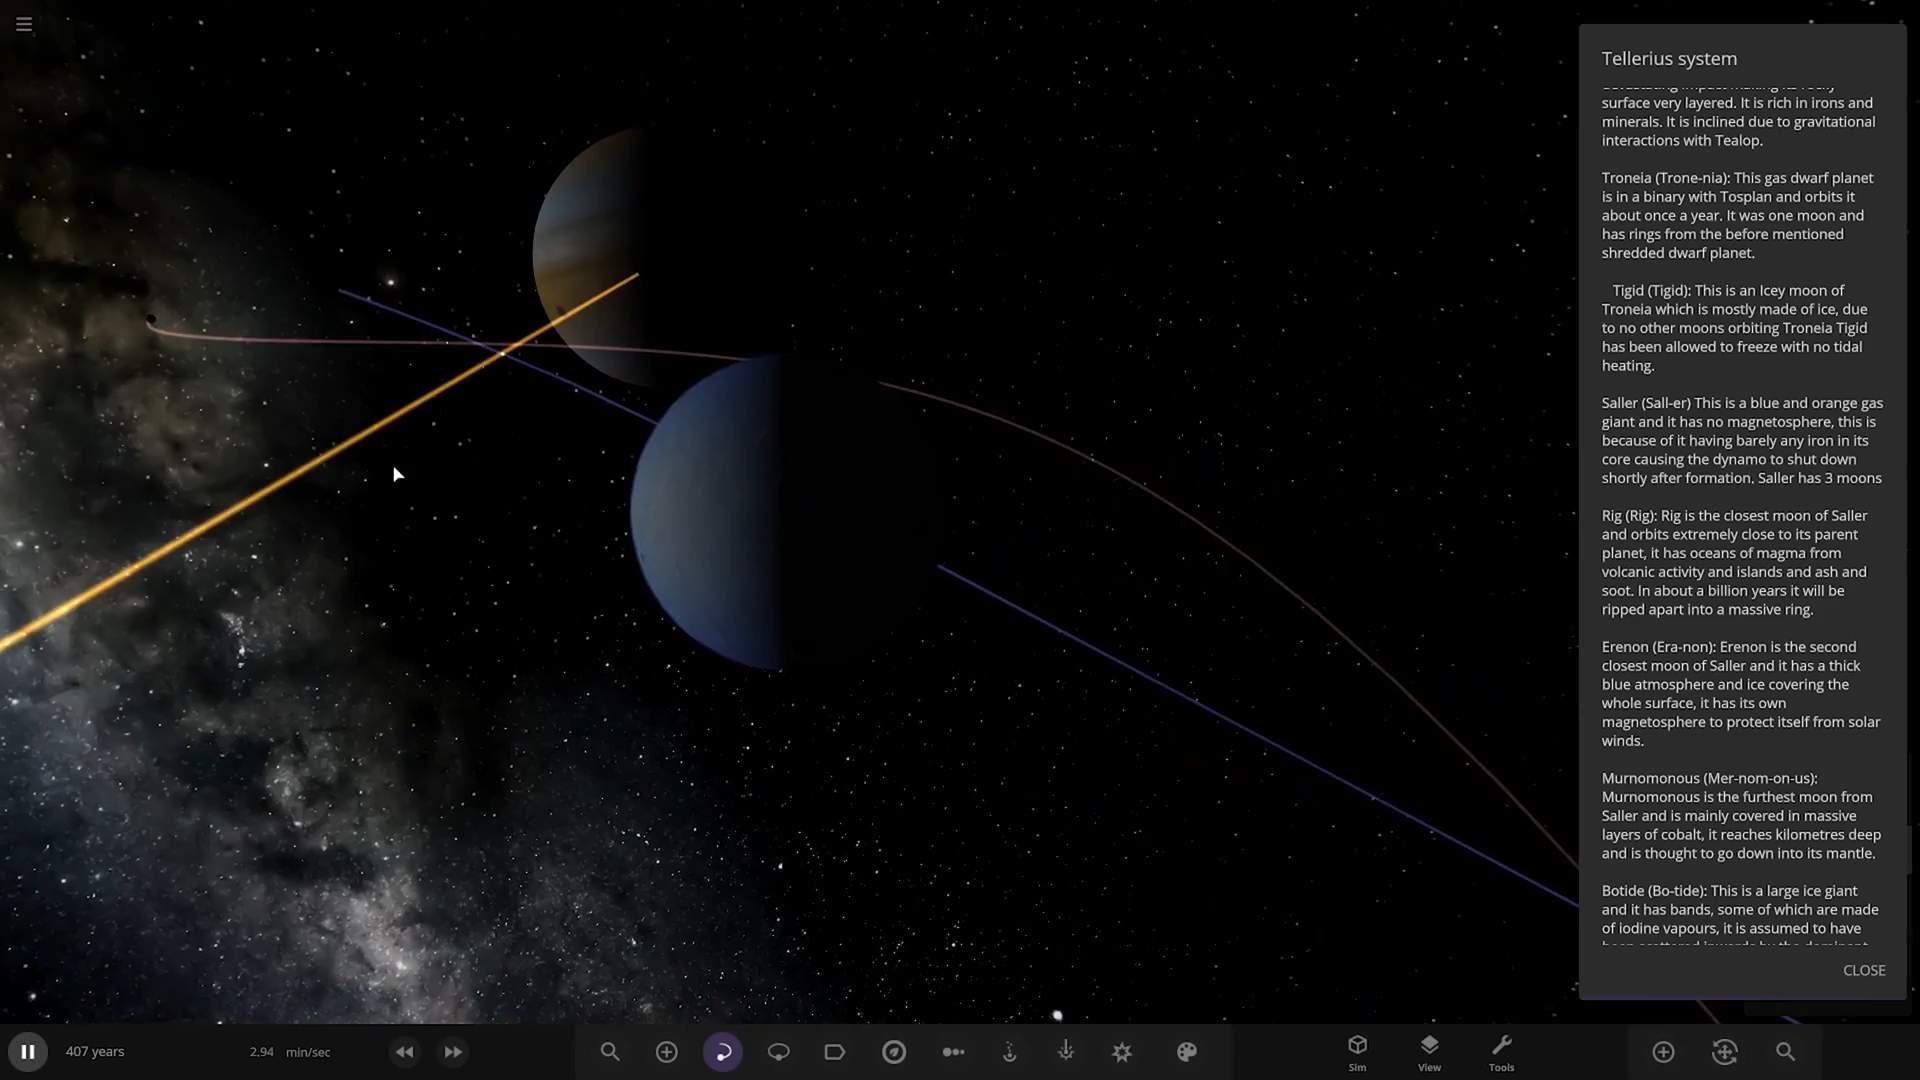 Tellerius system
surface very layered. It is rich in irons and
minerals. It is inclined due to gravitational
interactions with Tealop.
Troneia (Trone-nia): This gas dwarf planet
is in a binary with Tosplan and orbits it
about once a year. It was one moon and
has rings from the before mentioned
shredded dwarf planet.
Tigid (Tigid): This is an Icey moon of
Troneia which is mostly made of ice, due
to no other moons orbiting Troneia Tigid
has been allowed to freeze with no tidal
heating.
Saller (Sall-er) This is a blue and orange gas
giant and it has no magnetosphere, this is
because of it having barely any iron in its
core causing the dynamo to shut down
shortly after formation. Saller has 3 moons
Rig (Rig): Rig is the closest moon of Saller
and orbits extremely close to its parent
planet, it has oceans of magma from
volcanic activity and islands and ash and
soot. In about a billion years it will be
ripped apart into a massive ring.
Erenon (Era-non): Erenon is the second
closest moon of Saller and it has a thick
blue atmosphere and ice covering the
whole surface, it has its own
magnetosphere to protect itself from solar
winds.
Murnomonous (Mer-nom-on-us):
Murnomonous is the furthest moon from
Saller and is mainly covered in massive
layers of cobalt, it reaches kilometres deep
and is thought to go down into its mantle.
Botide (Bo-tide): This is a large ice giant
and it has bands, some of which are made
of iodine vapours, it is assumed to have
CLOSE
407 years
2.94 min/sec
Sim
View
Tools